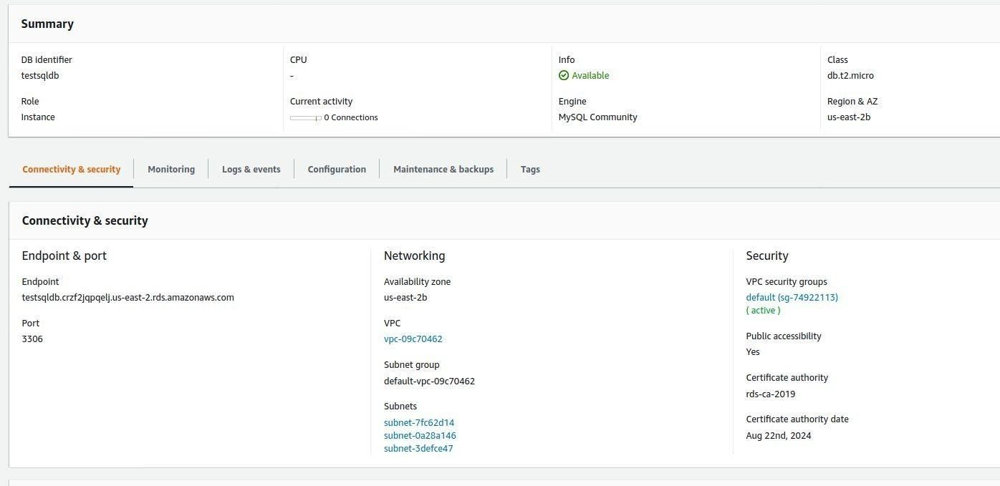 Summary
DB identifier
testsqldb
CPU
-
Info
Available
Class
db.t2.micro
Role
Instance
Current activity
0 Connections
Engine
MySQL Community
Region & AZ
us-east-2b
Connectivity & security
Monitoring
Logs & events
Configuration
Maintenance & backups
Tags
Connectivity & security
Endpoint & port
Endpoint
testsqldb.crzf2jqpqelj.us-east-2.rds.amazonaws.com
Port
3306
Networking
Availability zone
us-east-2b
VPC
vpc-09c70462
Subnet group
default-vpc-09c70462
Subnets
subnet-7fc62d14
subnet-0a28a146
subnet-3defce47
Security
VPC security groups
default (sg-74922113)
( active )
Public accessibility
Yes
Certificate authority
rds-ca-2019
Certificate authority date
Aug 22nd, 2024